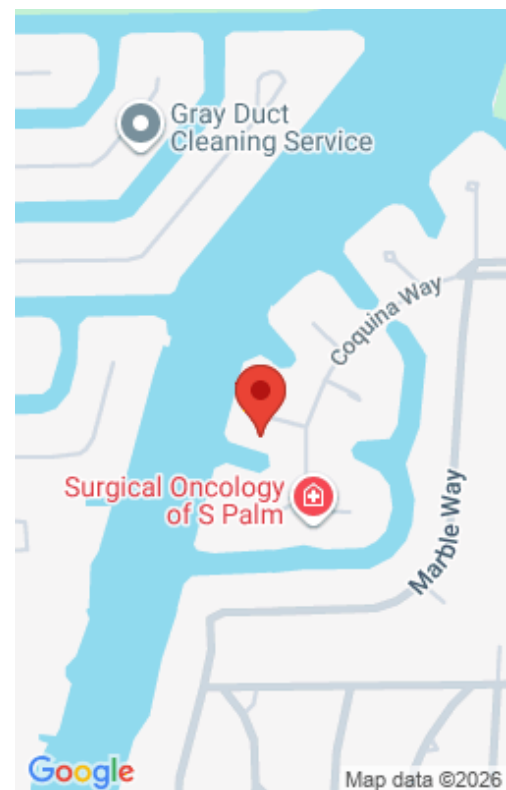 Gray Duct
Cleaning Service
Coquina Way
Surgical Oncology
of S Palm
Marble Way
Google
Map data ©2026